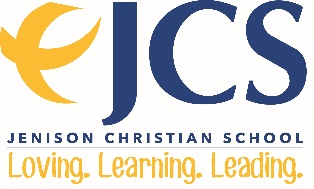 JCS
JENISON CHRISTIAN SCHOOL
Loving. Learning. Leading.